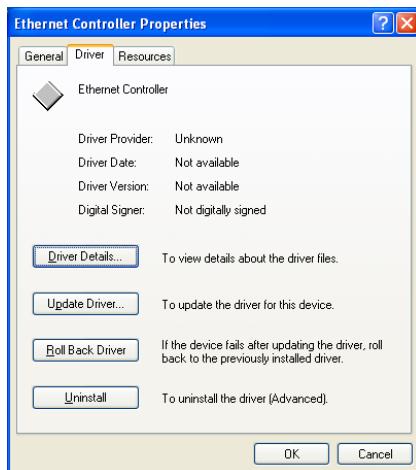 Ethernet Controller Properties
General Driver Resources
Ethernet Controller
Driver Provider: Unknown
Driver Date: Not available
Driver Version: Not available
Digital Signer: Not digitally signed
Driver Details... To view details about the driver files.
Update Driver... To update the driver for this device.
Roll Back Driver If the device fails after updating the driver, roll
back to the previously installed driver.
Uninstall To uninstall the driver (Advanced).
OK Cancel